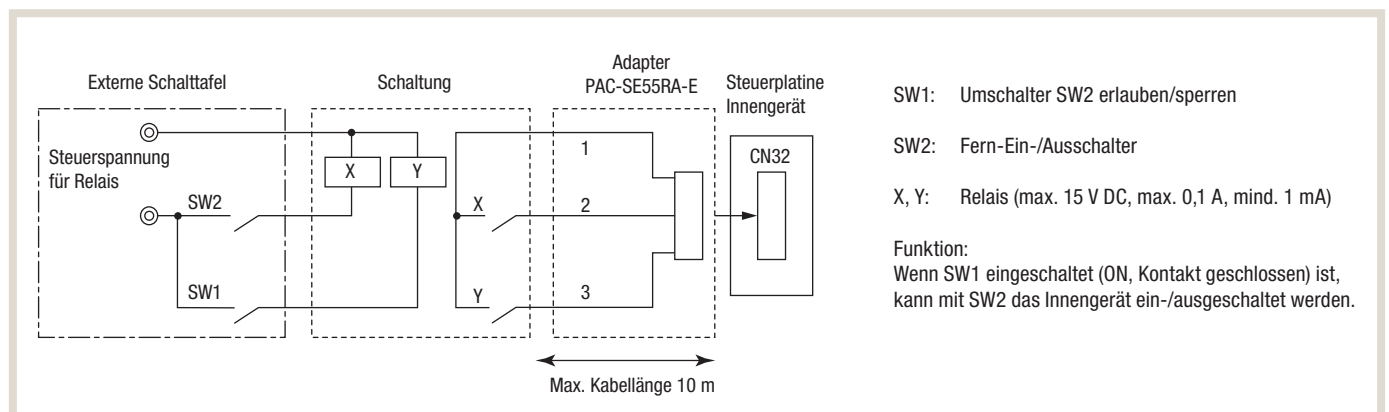 Externe Schalttafel
Schaltung
Adapter
PAC-SE55RA-E
Steuerplatine
Innengerät
Steuerspannung
für Relais
SW2
SW1
X
Y
X
Y
1
2
3
CN32
Max. Kabellänge 10 m
SW1: Umschalter SW2 erlauben/sperren
SW2: Fern-Ein-/Ausschalter
X, Y: Relais (max. 15 V DC, max. 0,1 A, mind. 1 mA)
Funktion:
Wenn SW1 eingeschaltet (ON, Kontakt geschlossen) ist,
kann mit SW2 das Innengerät ein-/ausgeschaltet werden.